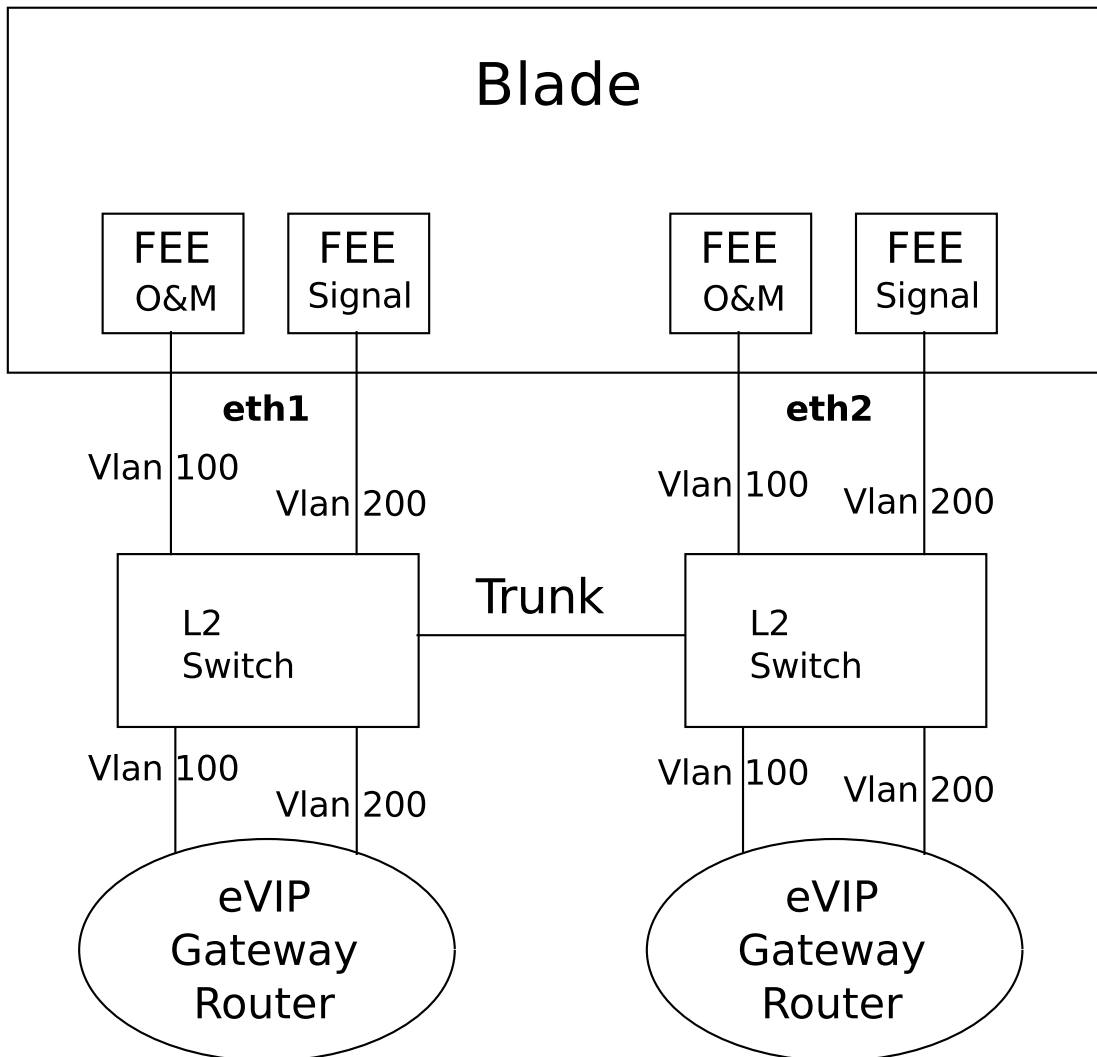 Blade
FEE
O&M
FEE
Signal
FEE
O&M
FEE
Signal
eth1
eth2
Vlan 100
Vlan 200
Vlan 100
Vlan 200
Trunk
L2
Switch
L2
Switch
Vlan 100
Vlan 200
Vlan 100
Vlan 200
eVIP
Gateway
Router
eVIP
Gateway
Router